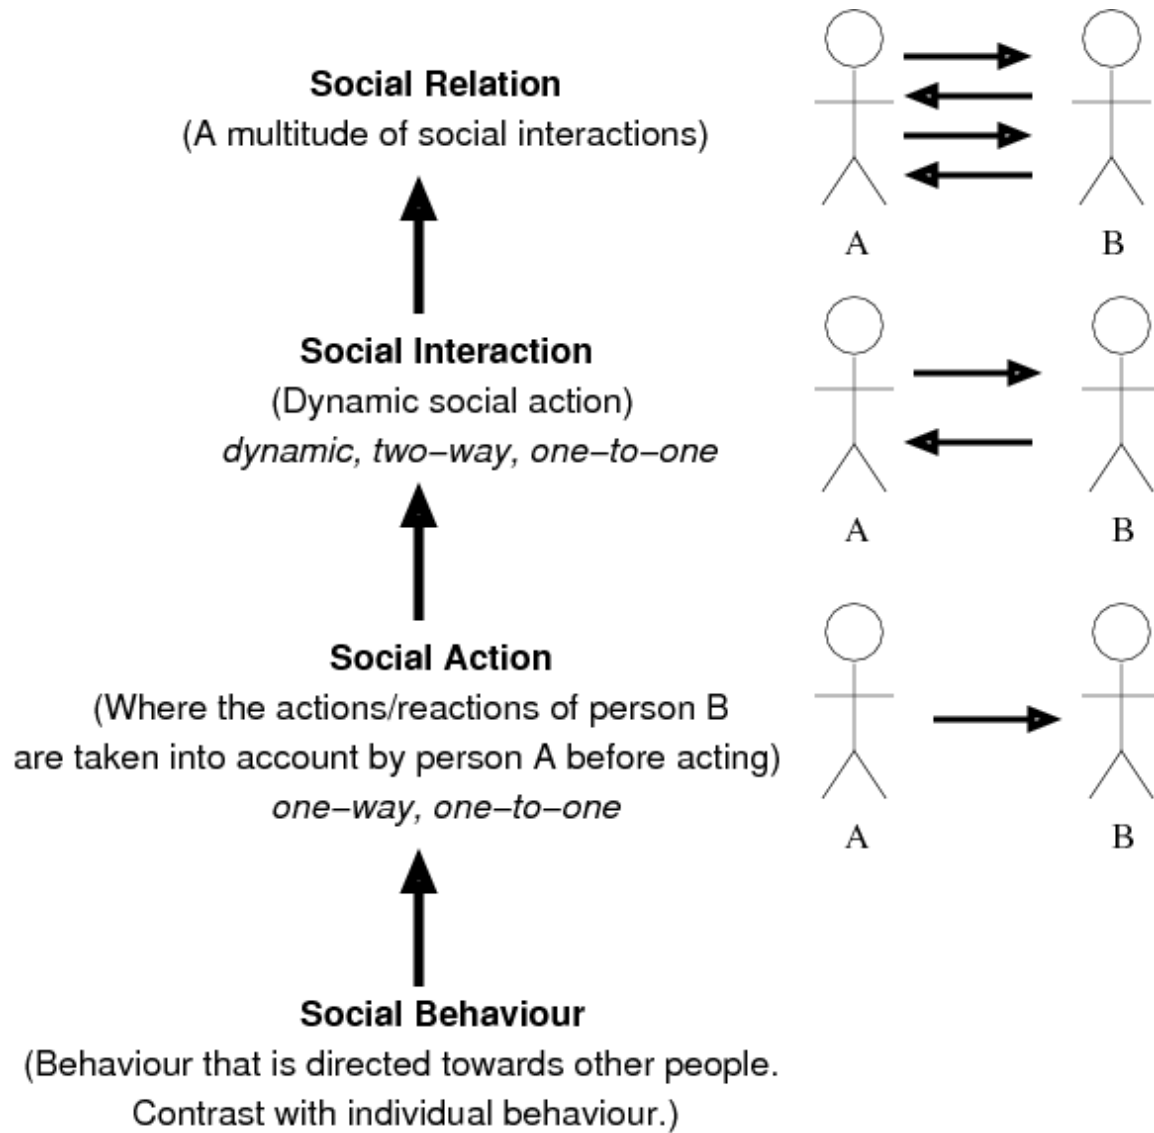 Social Relation
(A multitude of social interactions)
A
B
Social Interaction
(Dynamic social action)
dynamic, two–way, one–to–one
A
B
Social Action
(Where the actions/reactions of person B
are taken into account by person A before acting)
one–way, one–to–one
A
B
Social Behaviour
(Behaviour that is directed towards other people.
Contrast with individual behaviour.)